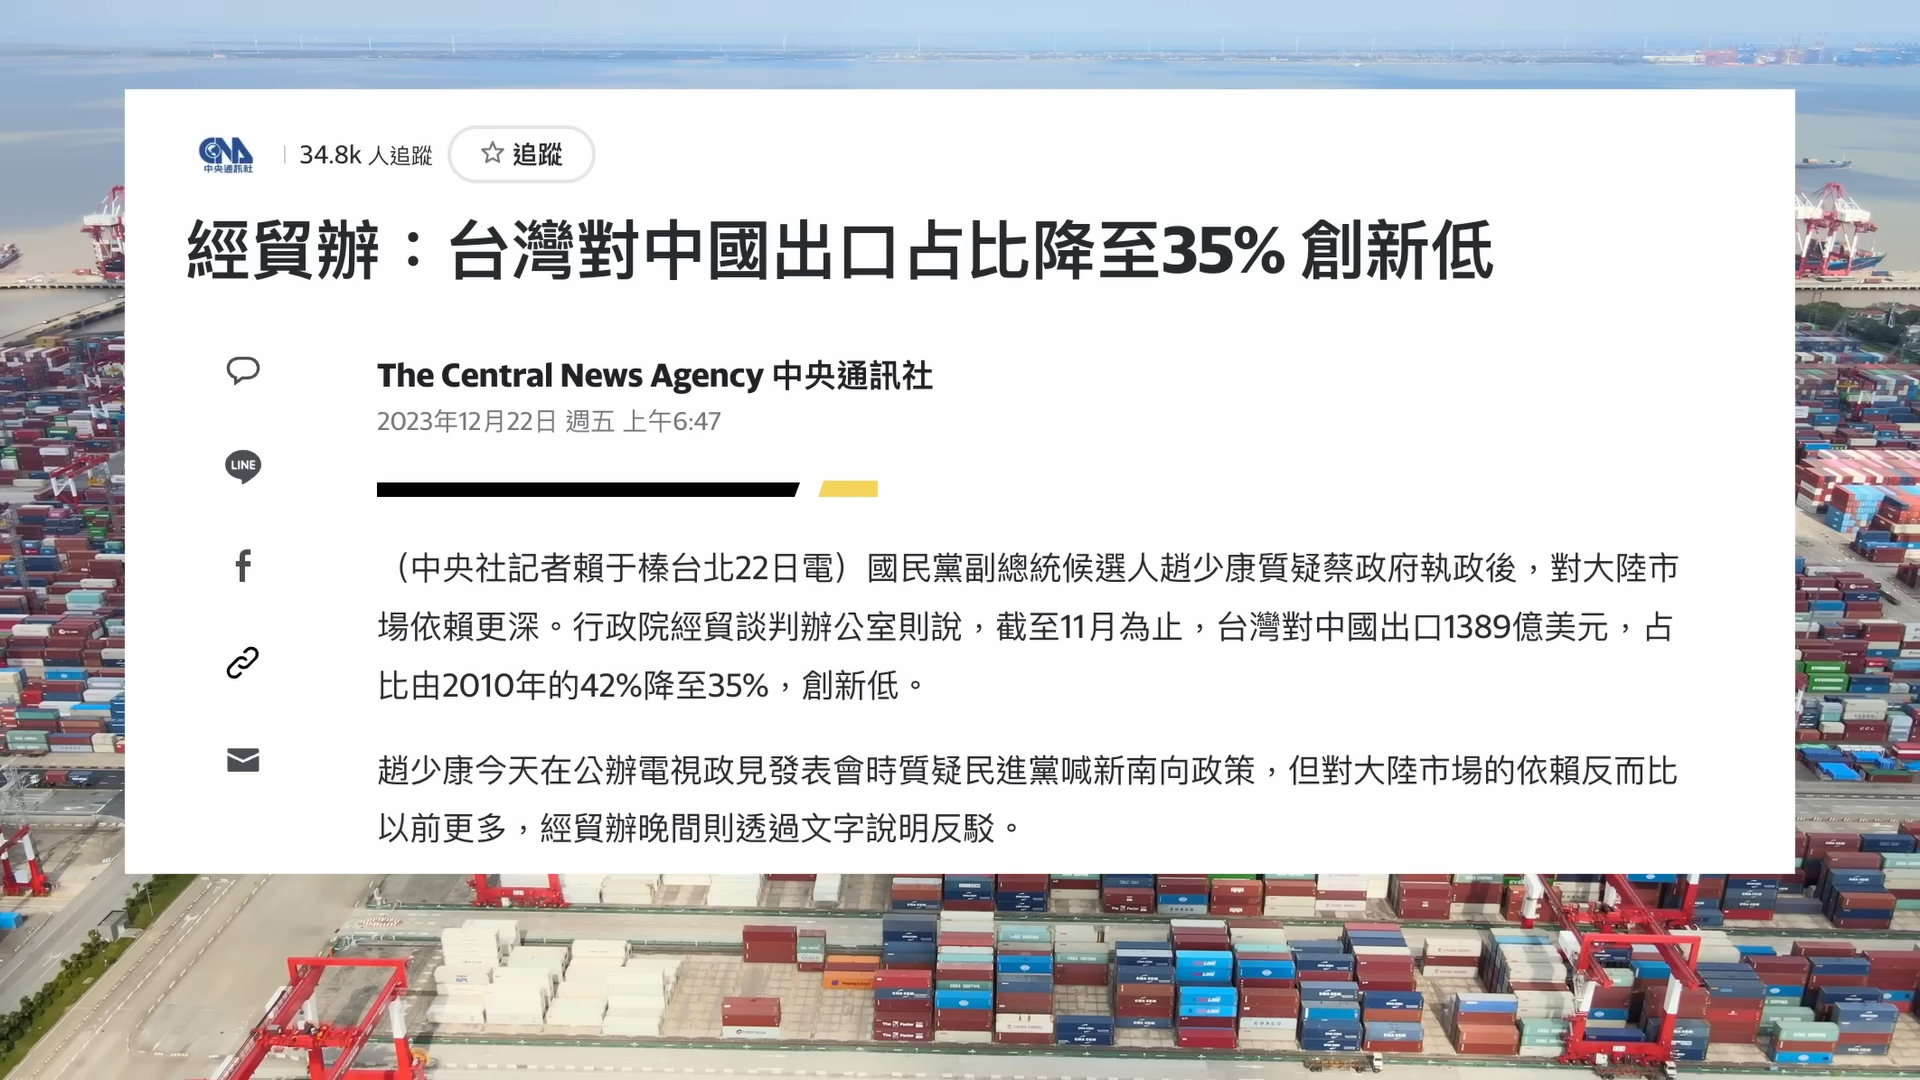 CNA 中央通訊社
34.8k 人追蹤
☆ 追蹤
經貿辦：台灣對中國出口占比降至35% 創新低
The Central News Agency 中央通訊社
2023年12月22日 週五 上午6:47
LINE
（中央社記者賴于榛台北22日電）國民黨副總統候選人趙少康質疑蔡政府執政後，對大陸市
場依賴更深。行政院經貿談判辦公室則說，截至11月為止，台灣對中國出口1389億美元，占
比由2010年的42%降至35%，創新低。
趙少康今天在公辦電視政見發表會時質疑民進黨喊新南向政策，但對大陸市場的依賴反而比
以前更多，經貿辦晚間則透過文字說明反駁。